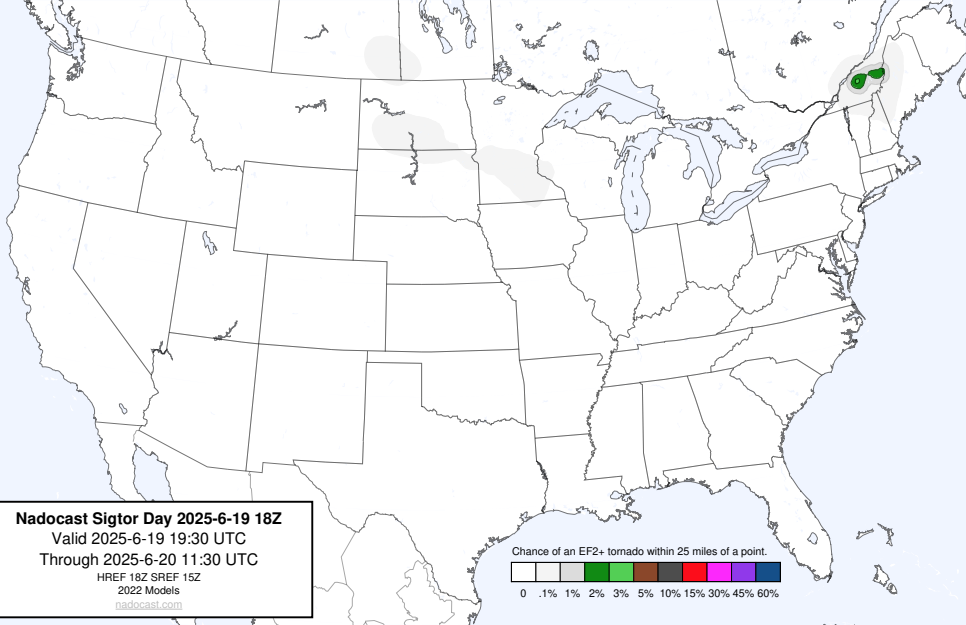 Nadocast Sigtor Day 2025-6-19 18Z
Valid 2025-6-19 19:30 UTC
Through 2025-6-20 11:30 UTC
HREF 18Z SREF 15Z
2022 Models
nadocast.com
Chance of an EF2+ tornado within 25 miles of a point.
0 .1% 1% 2% 3% 5% 10% 15% 30% 45% 60%